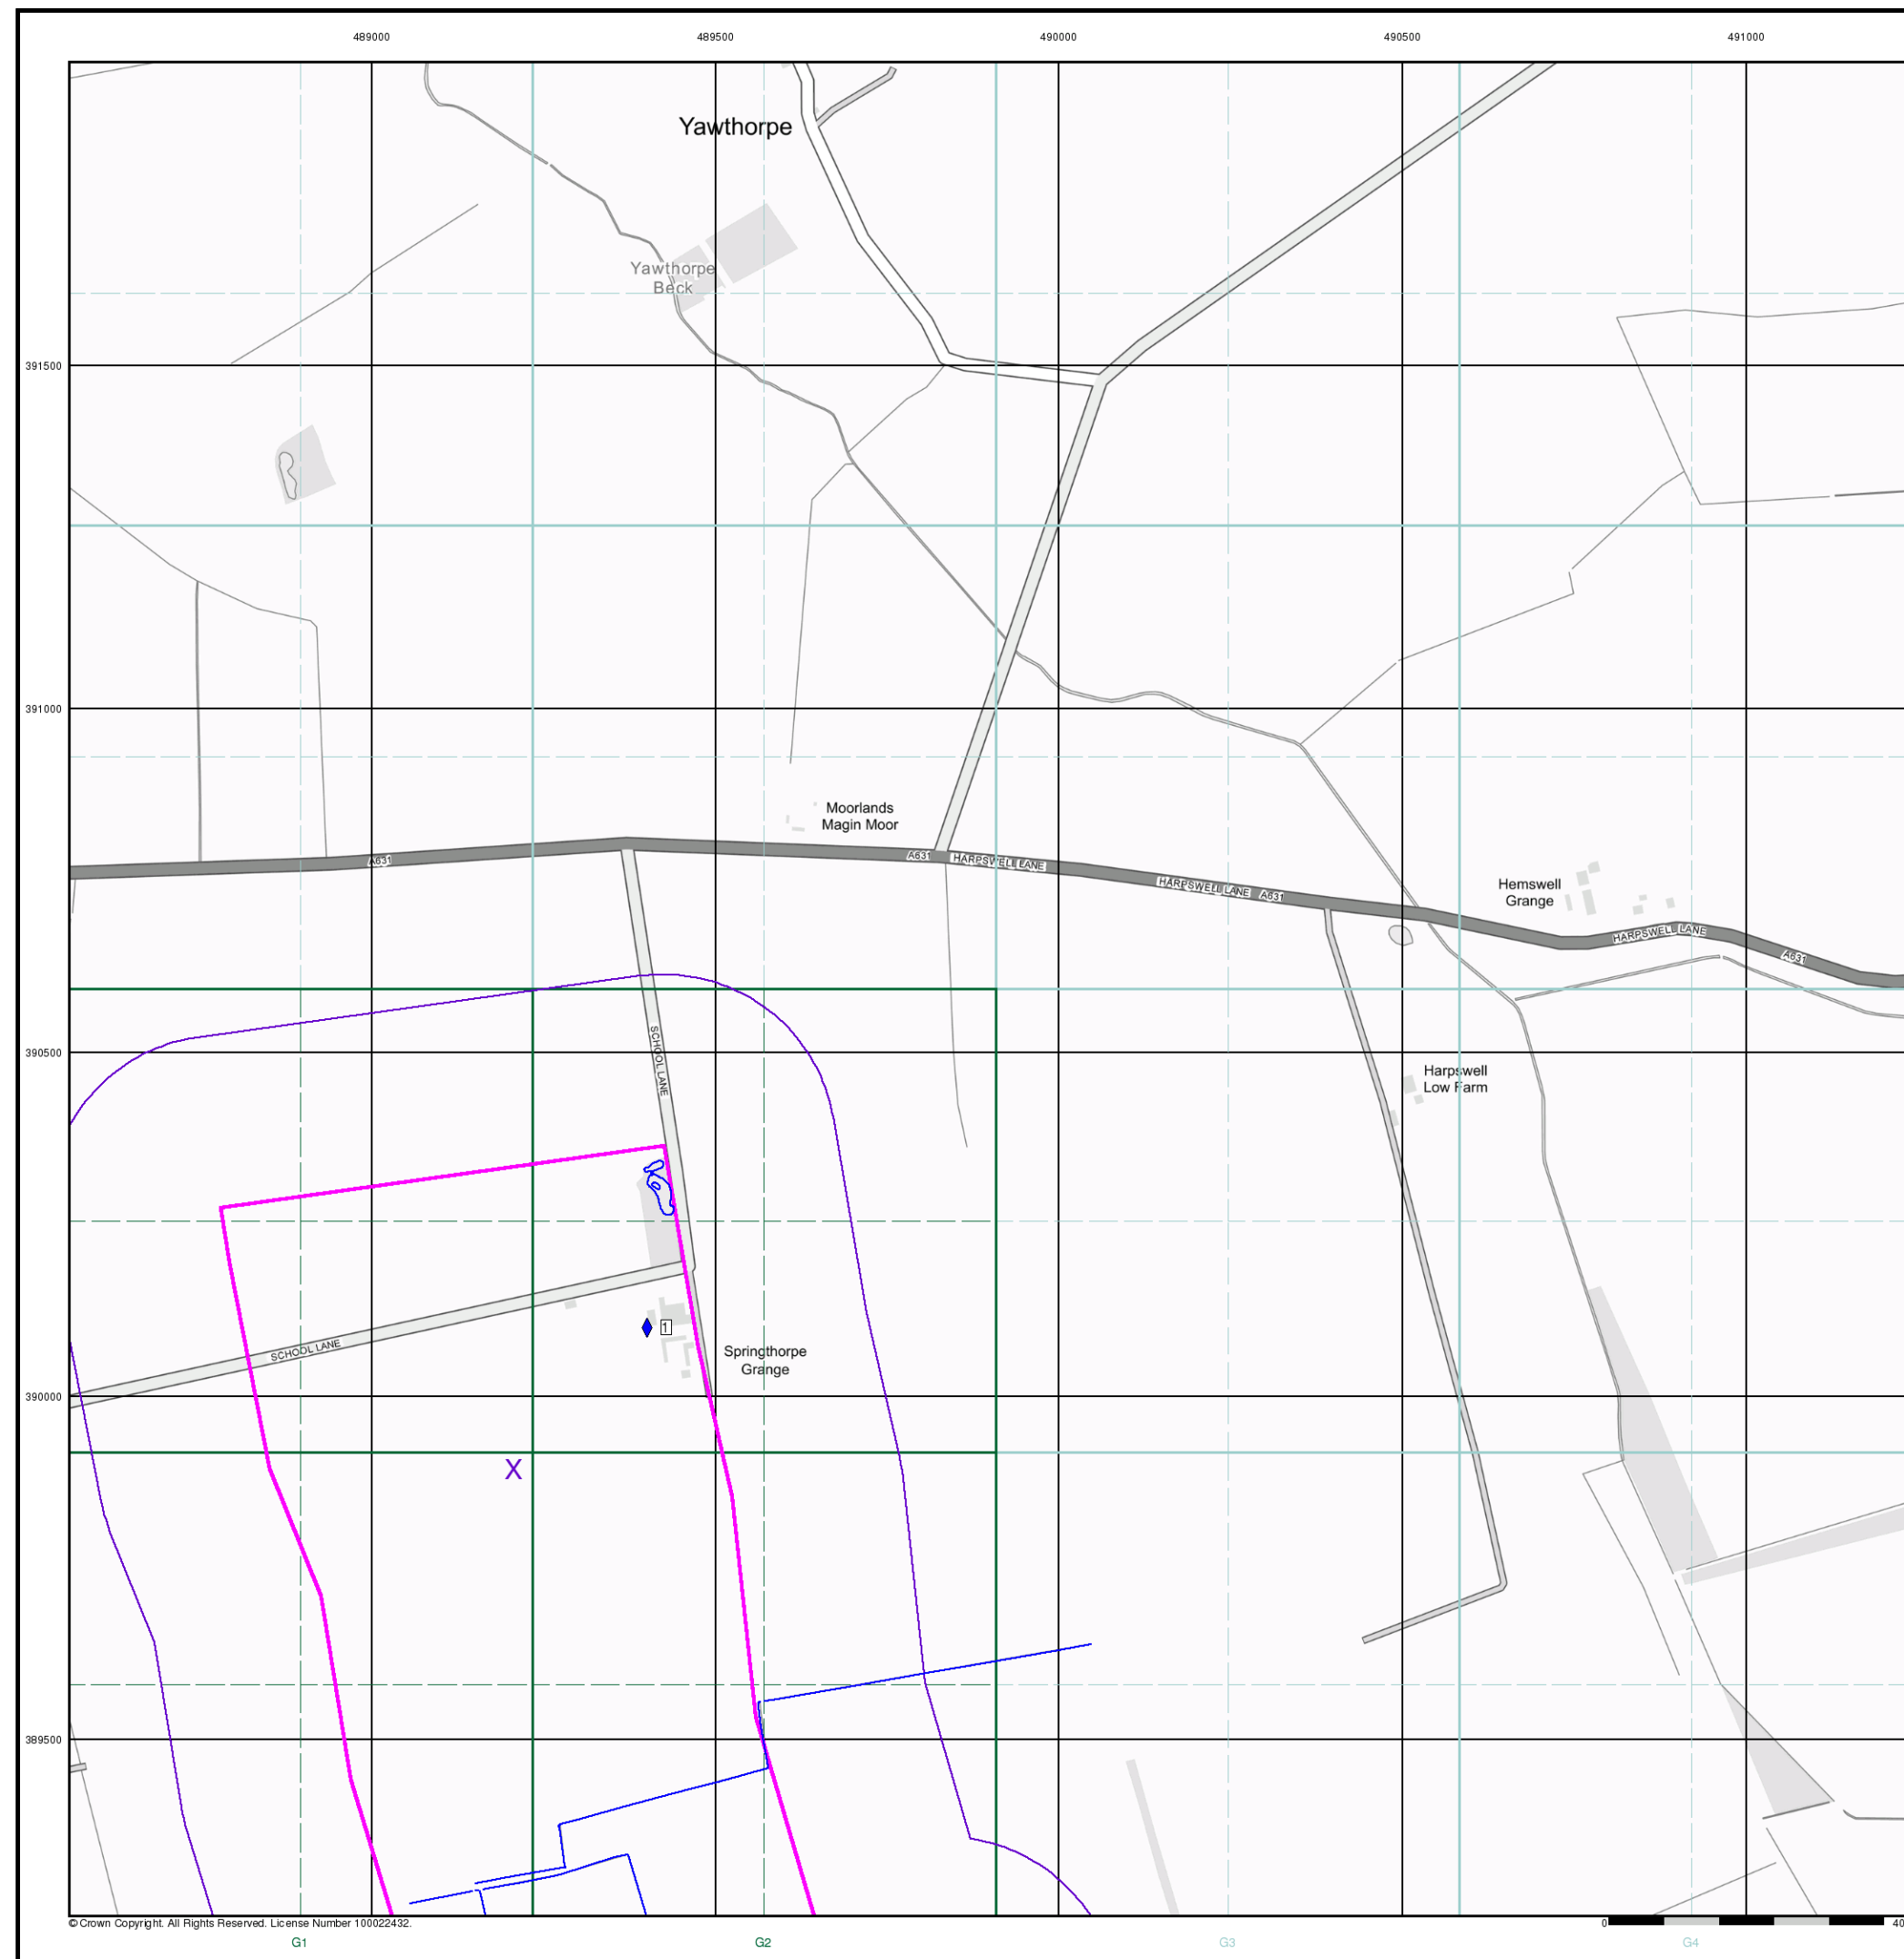 489000
489500
490000
490500
491000
Yawthorpe
Yawthorpe
Beck
391500
391000
Moorlands
Magin Moor
A631
A631
HARPSWELL LANE
HARPSWELL LANE
A631
Hemswell
Grange
HARPSWELL LANE
A631
390500
SCHOOL LANE
Harpswell
Low Farm
1
SCHOOL LANE
Springthorpe
Grange
390000
X
389500
© Crown Copyright. All Rights Reserved. License Number 100022432.
0
40
G1
G2
G3
G4